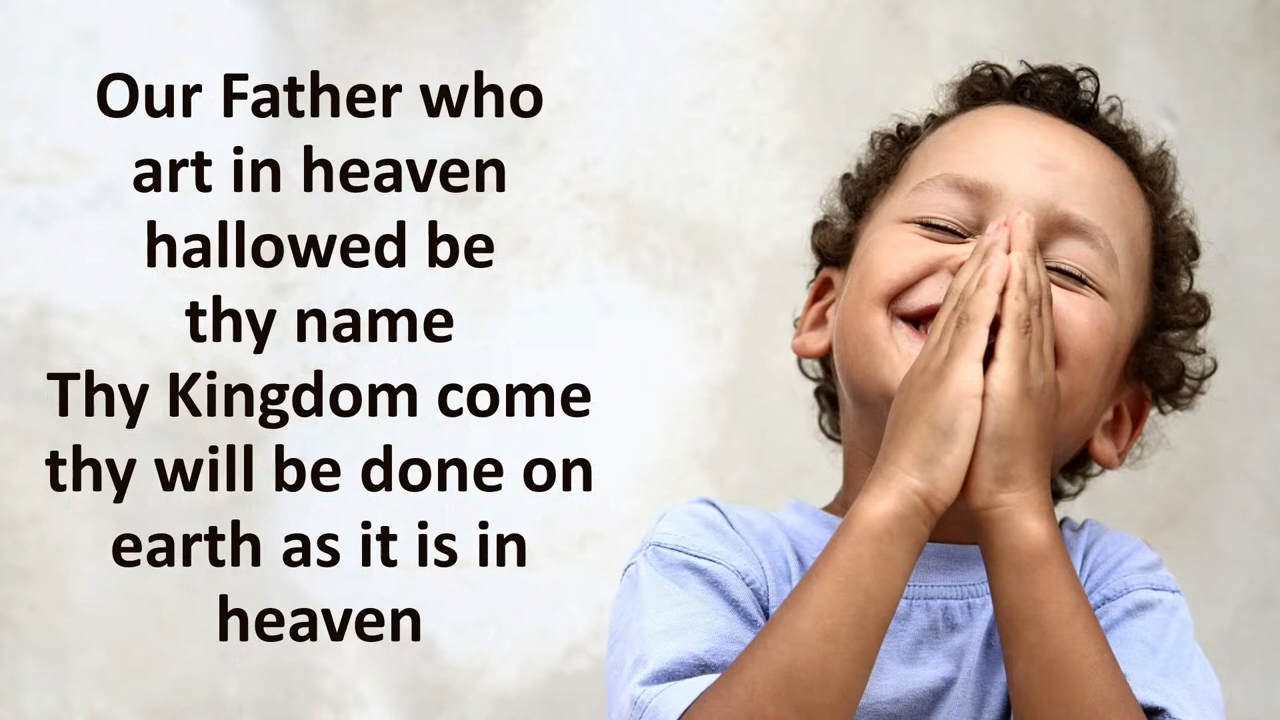 Our Father who
art in heaven
hallowed be
thy name
Thy Kingdom come
thy will be done on
earth as it is in
heaven